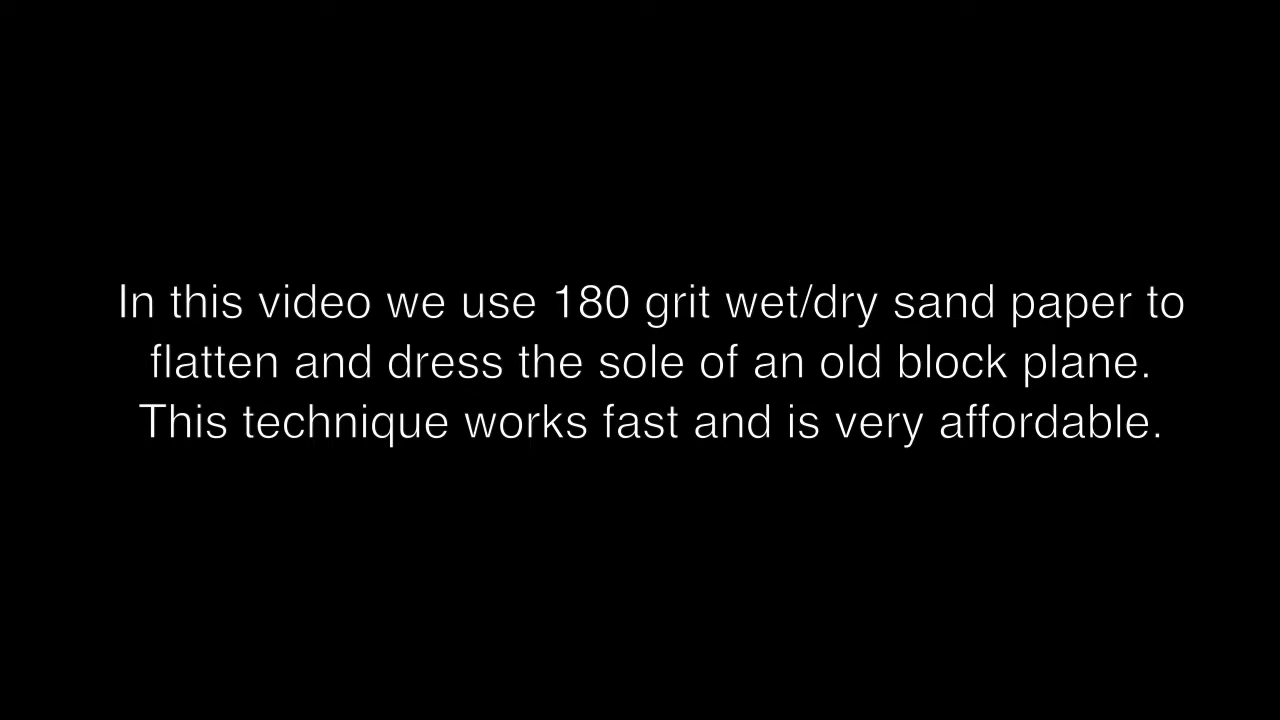 In this video we use 180 grit wet/dry sand paper to
flatten and dress the sole of an old block plane.
This technique works fast and is very affordable.